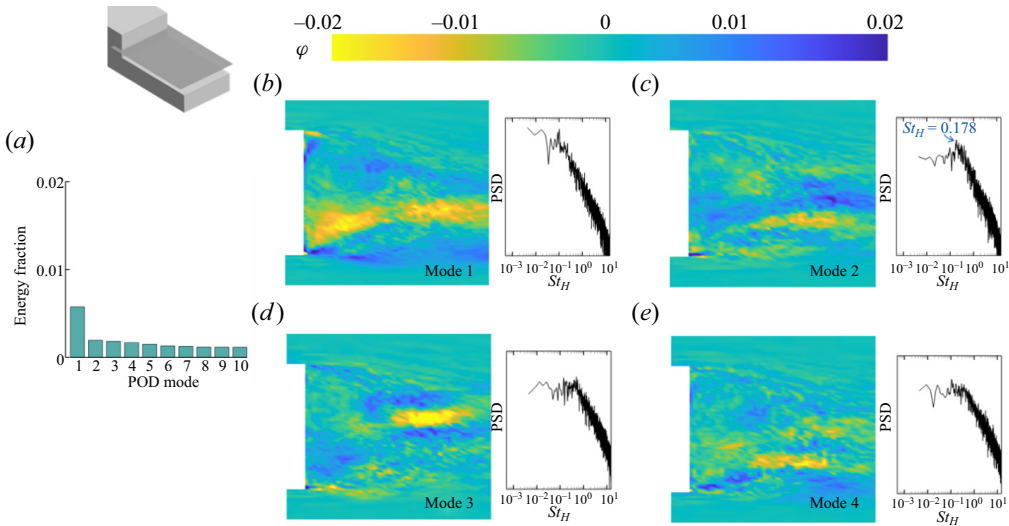 −0.02 −0.01 0 0.01 0.02
φ
(a)
0.02
0.01
0
Energy fraction
1 2 3 4 5 6 7 8 9 10
POD mode
(b)
Mode 1
PSD
10⁻³ 10⁻² 10⁻¹ 10⁰ 10¹
St_H
(c)
Mode 2
PSD
St_H = 0.178
10⁻³ 10⁻² 10⁻¹ 10⁰ 10¹
St_H
(d)
Mode 3
PSD
10⁻³ 10⁻² 10⁻¹ 10⁰ 10¹
St_H
(e)
Mode 4
PSD
10⁻³ 10⁻² 10⁻¹ 10⁰ 10¹
St_H